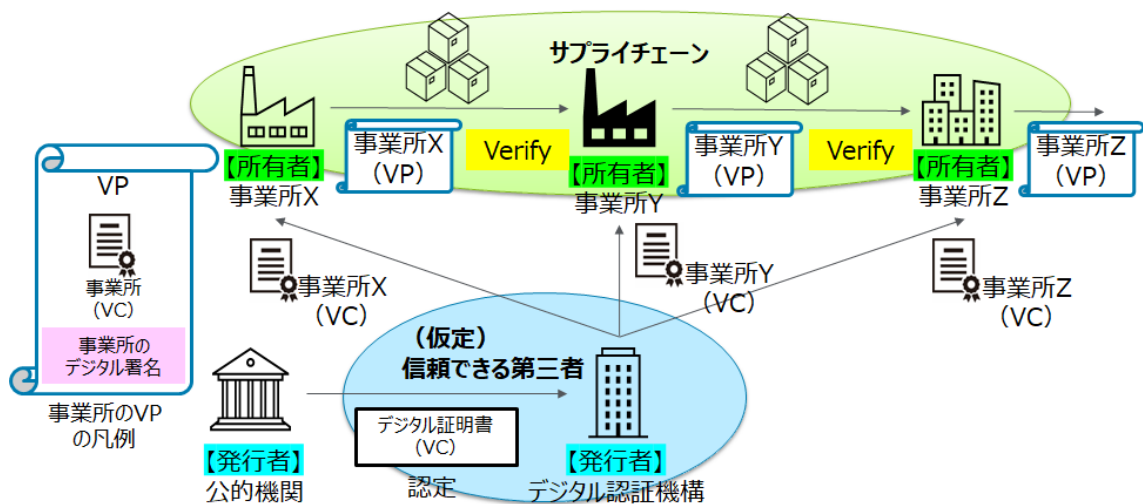 サプライチェーン
事業所X
（VP）
Verify
事業所Y
（VP）
Verify
事業所Z
（VP）
【所有者】
事業所X
【所有者】
事業所Y
【所有者】
事業所Z
VP
事業所
（VC）
事業所の
デジタル署名
事業所のVP
の凡例
事業所X
（VC）
事業所Y
（VC）
事業所Z
（VC）
（仮定）
信頼できる第三者
デジタル証明書
（VC）
認定
【発行者】
公的機関
【発行者】
デジタル認証機構